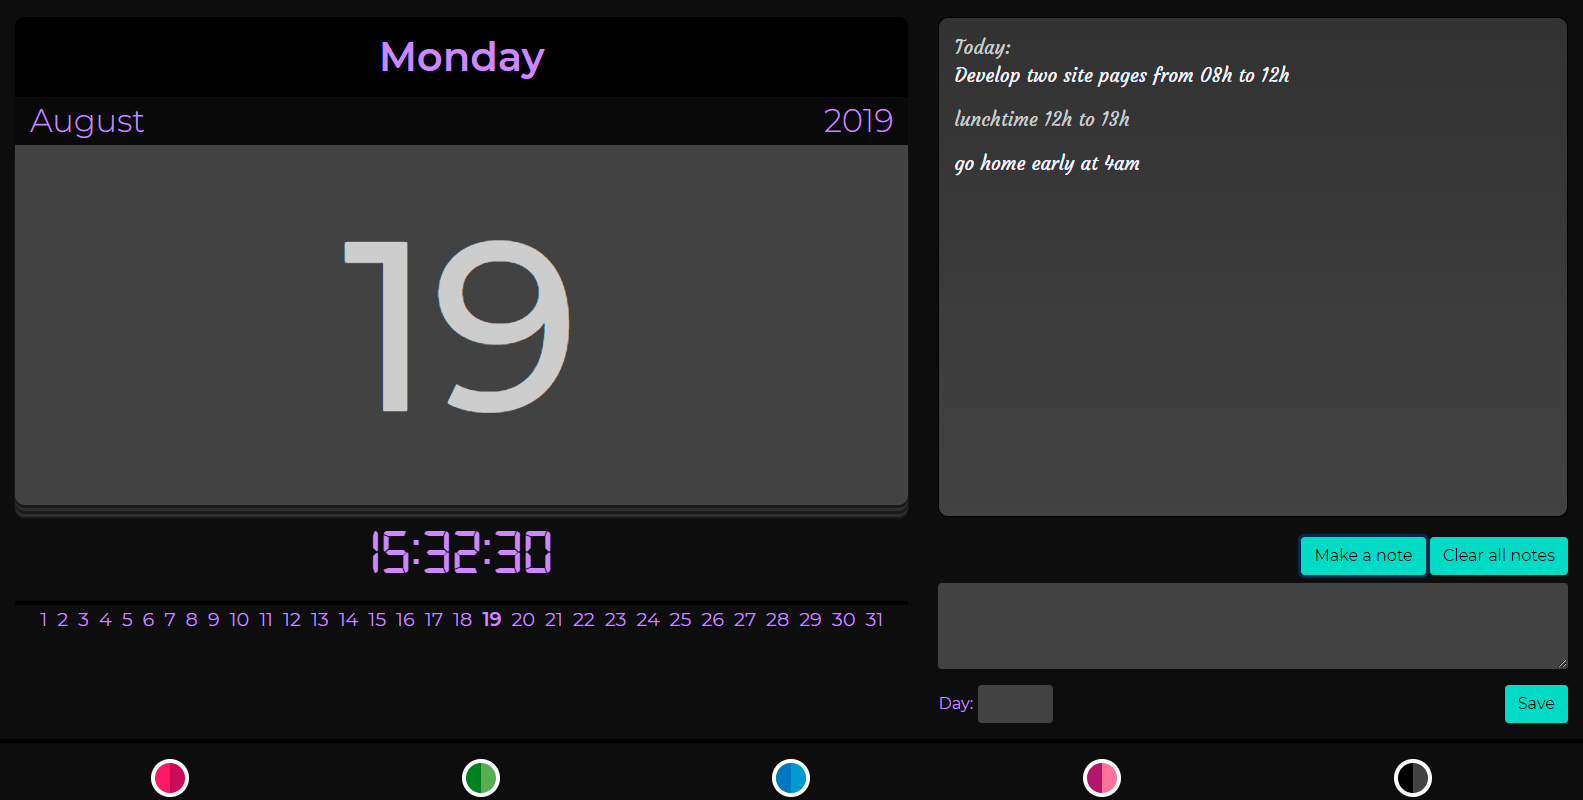 Monday
August 2019
19
15:32:30
1 2 3 4 5 6 7 8 9 10 11 12 13 14 15 16 17 18 19 20 21 22 23 24 25 26 27 28 29 30 31
Today:
Develop two site pages from 08h to 12h
lunchtime 12h to 13h
go home early at 4am
Make a note Clear all notes
Day: Save